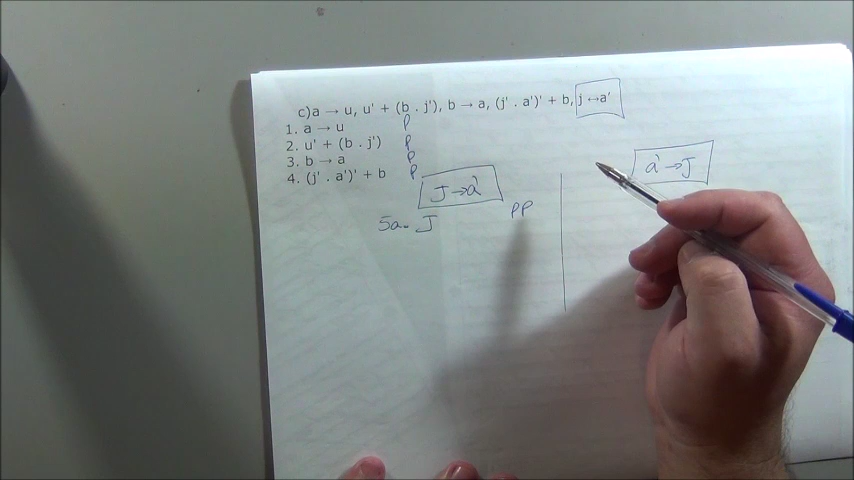 c)a → u, u' + (b . j'), b → a, (j' . a')' + b, j ↔a'
1. a → u P
2. u' + (b . j') P
3. b → a P
4. (j' . a')' + b P
J→a' a'→J
5a. J PP